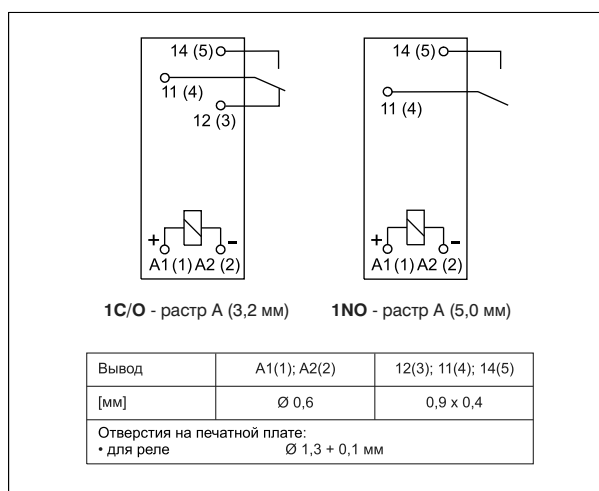 14 (5)
11 (4)
12 (3)
+ -
A1 (1) A2 (2)
1C/O - растр A (3,2 мм)
14 (5)
11 (4)
+ -
A1 (1) A2 (2)
1NO - растр A (5,0 мм)
Вывод A1(1); A2(2) 12(3); 11(4); 14(5)
[мм] Ø 0,6 0,9 x 0,4
Отверстия на печатной плате:
• для реле Ø 1,3 + 0,1 мм